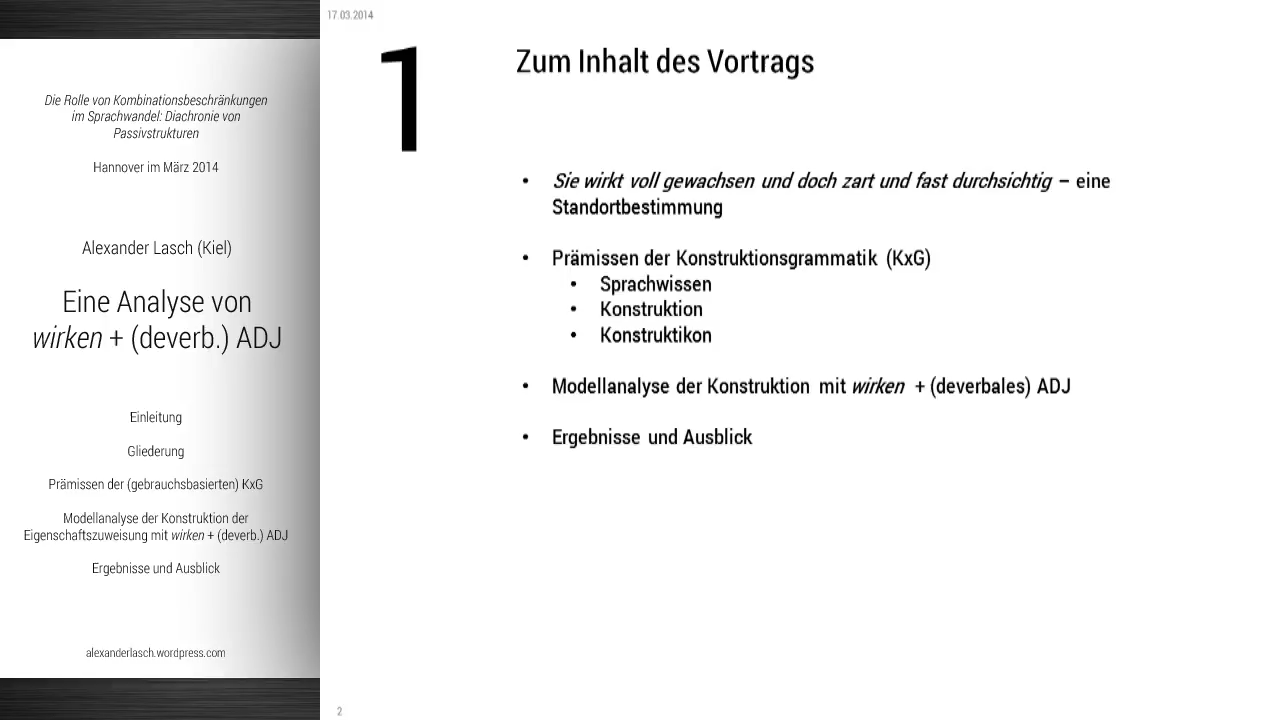 Die Rolle von Kombinationsbeschränkungen
im Sprachwandel: Diachronie von
Passivstrukturen
Hannover im März 2014
Alexander Lasch (Kiel)
Eine Analyse von
wirken + (deverb.) ADJ
Einleitung
Gliederung
Prämissen der (gebrauchsbasierten) KxG
Modellanalyse der Konstruktion der
Eigenschaftszuweisung mit wirken + (deverb.) ADJ
Ergebnisse und Ausblick
alexanderlasch.wordpress.com
17.03.2014
1
Zum Inhalt des Vortrags
• Sie wirkt voll gewachsen und doch zart und fast durchsichtig – eine
Standortbestimmung
• Prämissen der Konstruktionsgrammatik (KxG)
• Sprachwissen
• Konstruktion
• Konstruktikon
• Modellanalyse der Konstruktion mit wirken + (deverbales) ADJ
• Ergebnisse und Ausblick
2